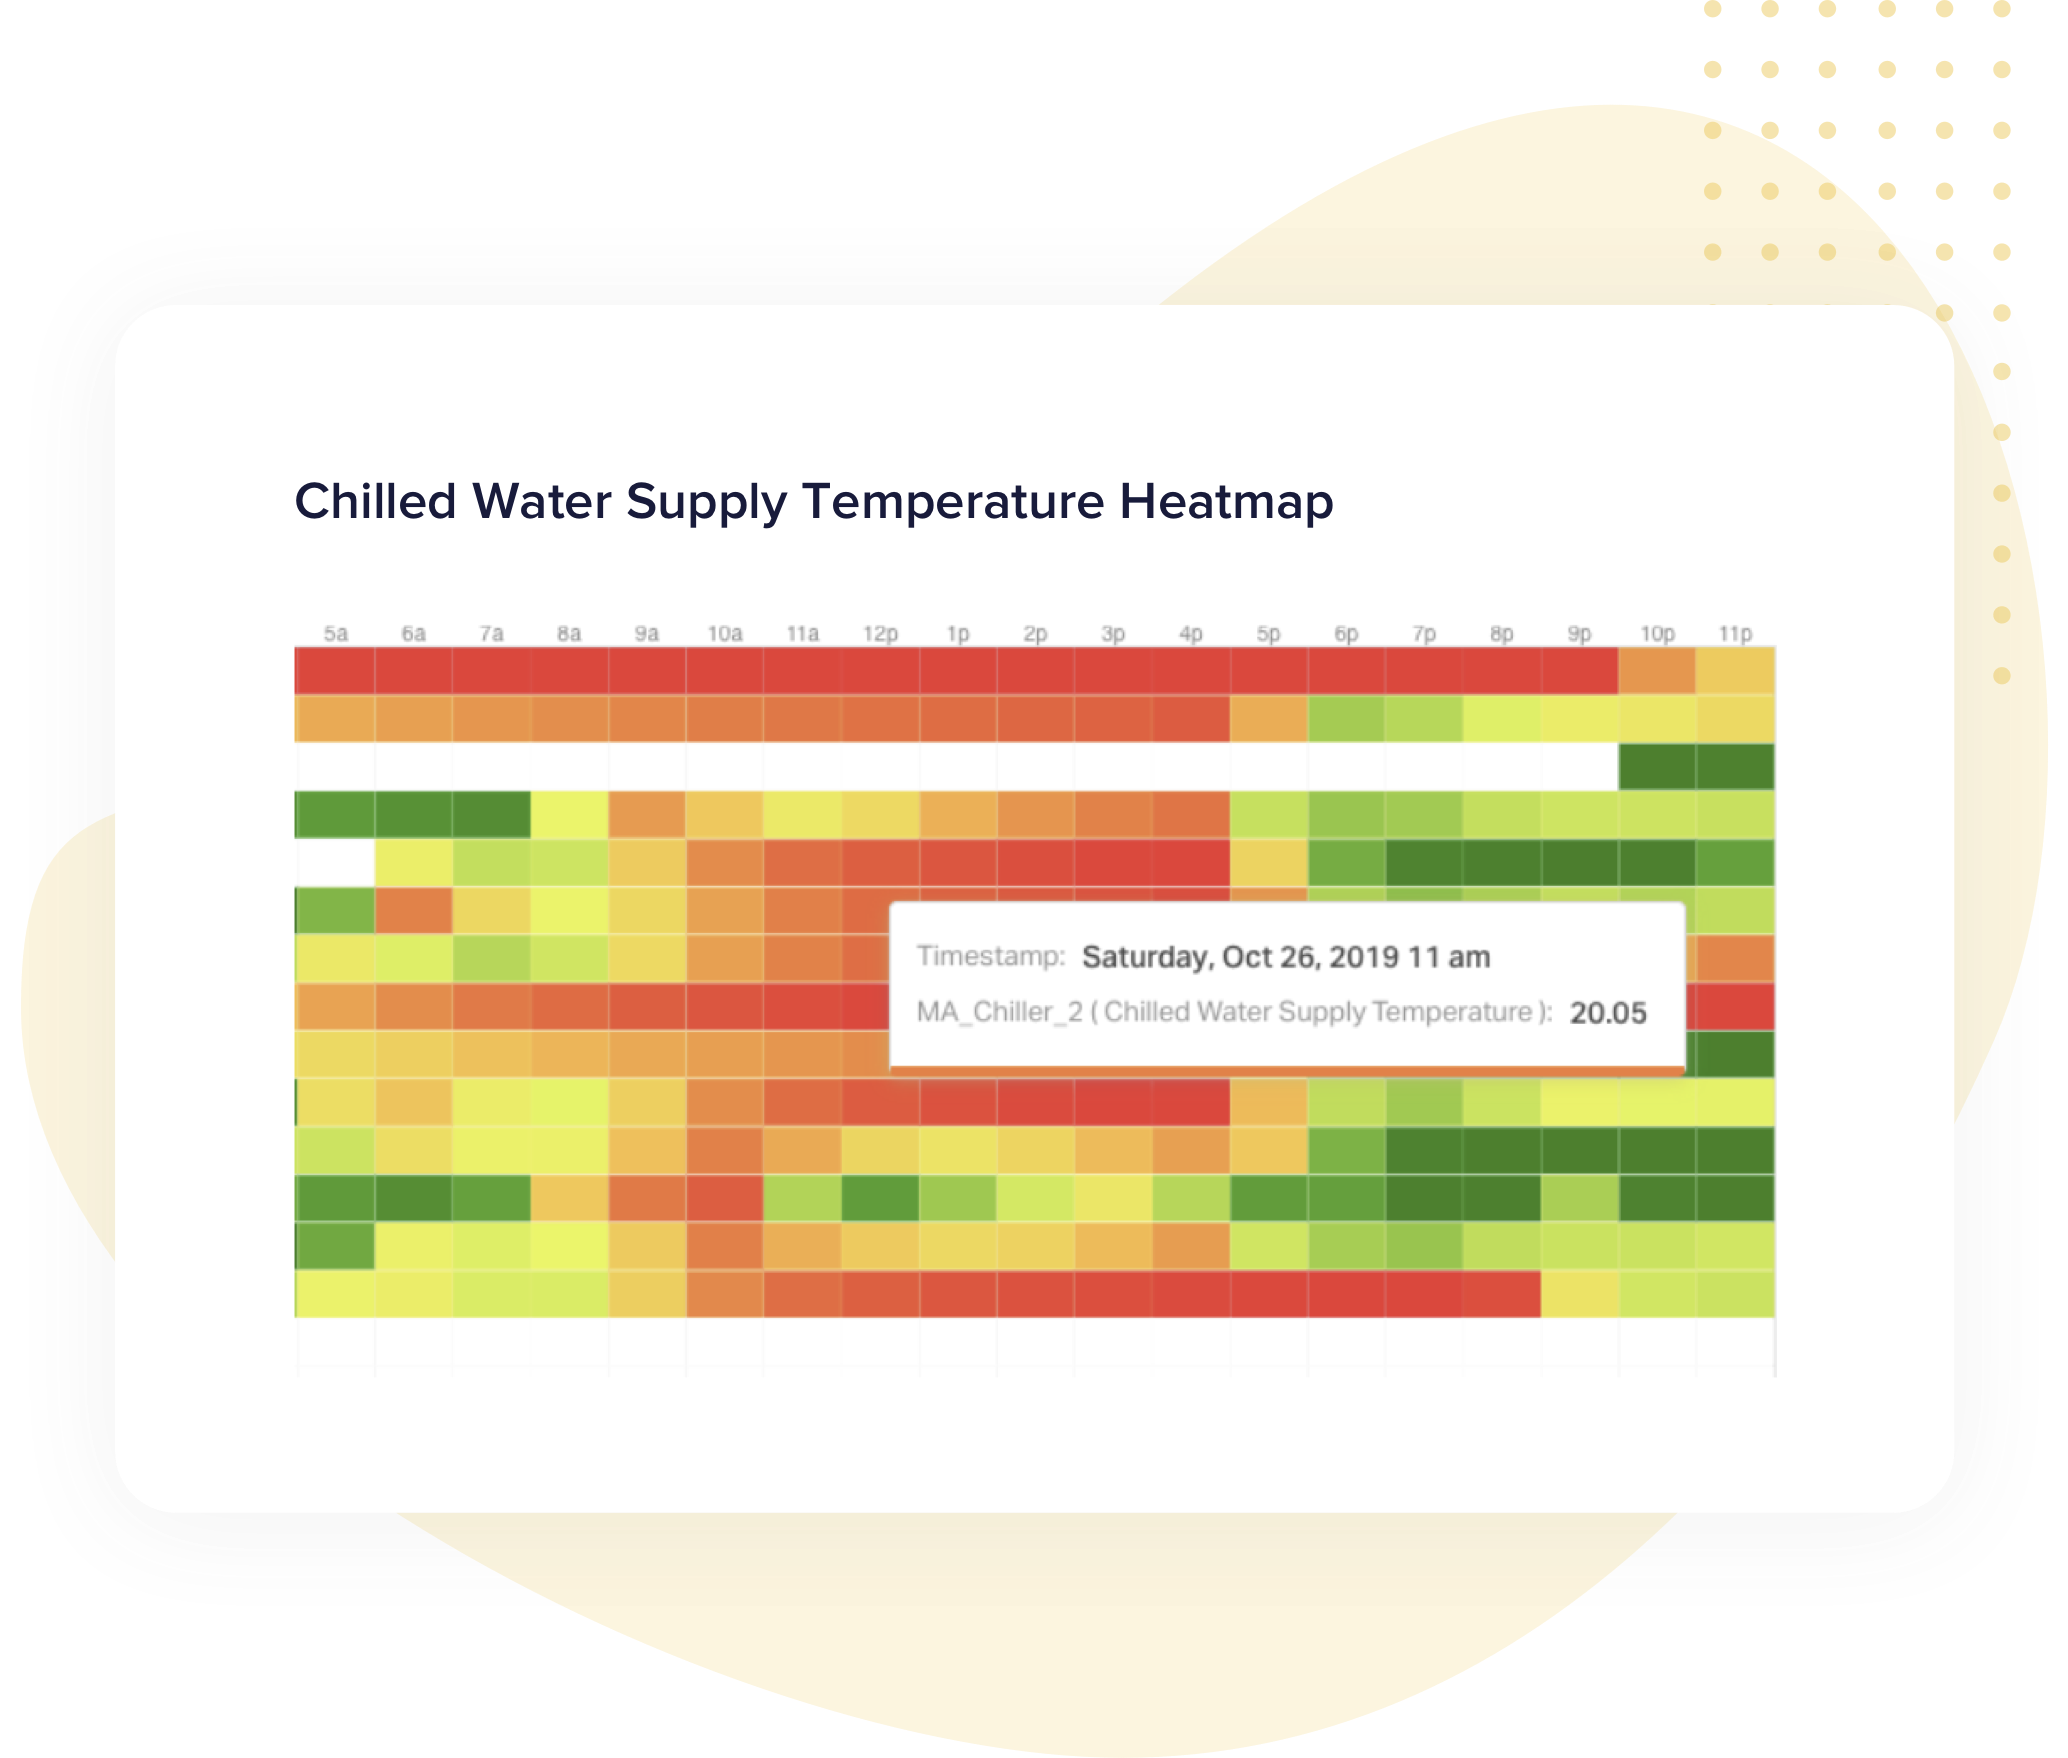 Chilled Water Supply Temperature Heatmap
5a 6a 7a 8a 9a 10a 11a 12p 1p 2p 3p 4p 5p 6p 7p 8p 9p 10p 11p
Timestamp: Saturday, Oct 26, 2019 11 am
MA_Chiller_2 ( Chilled Water Supply Temperature ): 20.05